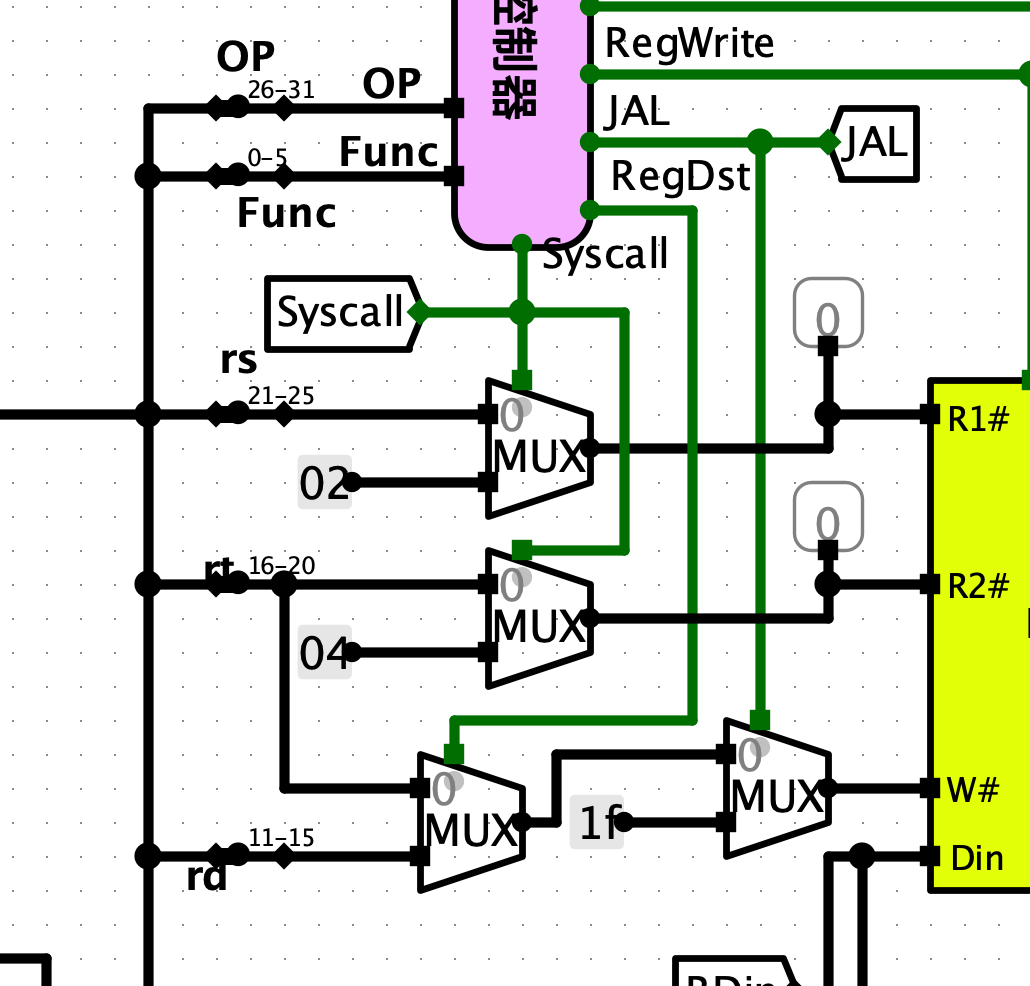 控制器
RegWrite
OP
26-31
OP
JAL
JAL
0-5
Func
RegDst
Func
Syscall
Syscall
0
rs
21-25
0
MUX
R1#
02
0
rt
16-20
0
MUX
R2#
04
0
MUX
0
MUX
W#
1f
11-15
rd
Din